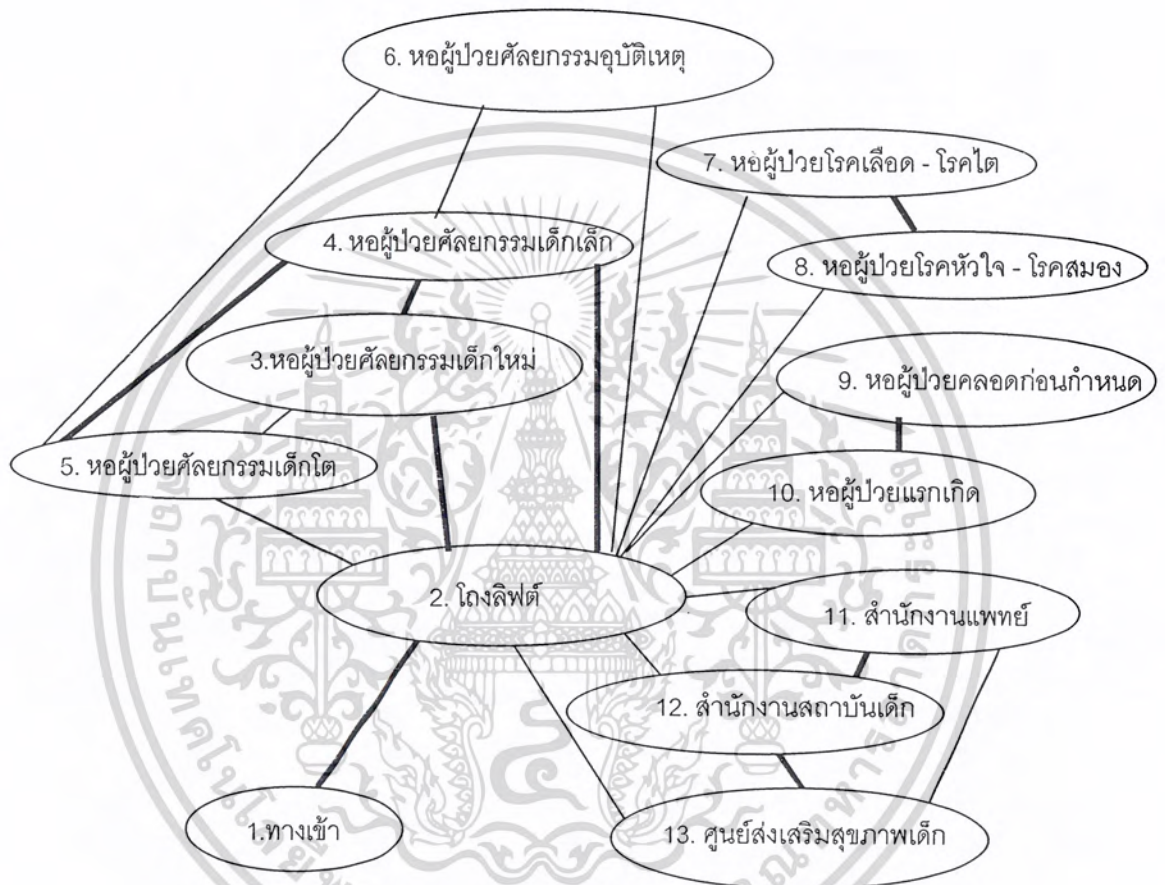 6. หอผู้ป่วยศัลยกรรมอุบัติเหตุ
7. หอผู้ป่วยโรคเลือด - โรคไต
4. หอผู้ป่วยศัลยกรรมเด็กเล็ก
8. หอผู้ป่วยโรคหัวใจ - โรคสมอง
3.หอผู้ป่วยศัลยกรรมเด็กใหม่
9. หอผู้ป่วยคลอดก่อนกำหนด
5. หอผู้ป่วยศัลยกรรมเด็กโต
10. หอผู้ป่วยแรกเกิด
2. โถงลิฟต์
11. สำนักงานแพทย์
12. สำนักงานสถาบันเด็ก
1.ทางเข้า
13. ศูนย์ส่งเสริมสุขภาพเด็ก